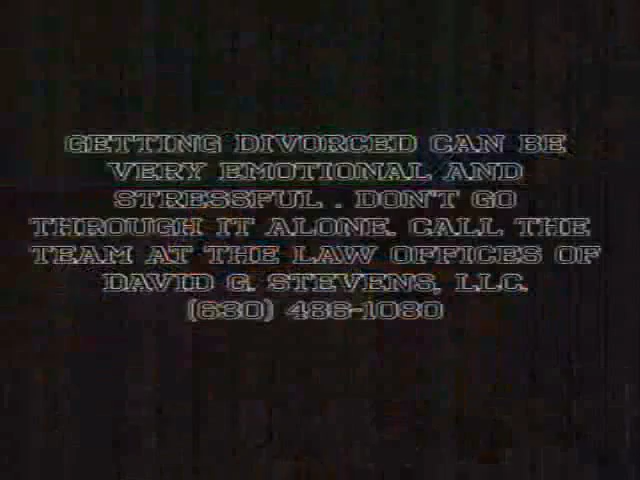 GETTING DIVORCED CAN BE
VERY EMOTIONAL AND
STRESSFUL . DON'T GO
THROUGH IT ALONE. CALL THE
TEAM AT THE LAW OFFICES OF
DAVID G. STEVENS, LLC.
(630) 486-1080